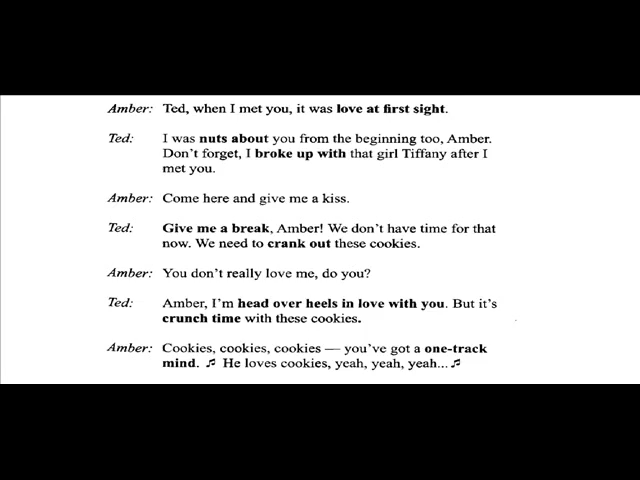 Amber: Ted, when I met you, it was love at first sight.
Ted: I was nuts about you from the beginning too, Amber.
Don't forget, I broke up with that girl Tiffany after I
met you.
Amber: Come here and give me a kiss.
Ted: Give me a break, Amber! We don't have time for that
now. We need to crank out these cookies.
Amber: You don't really love me, do you?
Ted: Amber, I'm head over heels in love with you. But it's
crunch time with these cookies.
Amber: Cookies, cookies, cookies — you've got a one-track
mind. ♫ He loves cookies, yeah, yeah, yeah... ♫